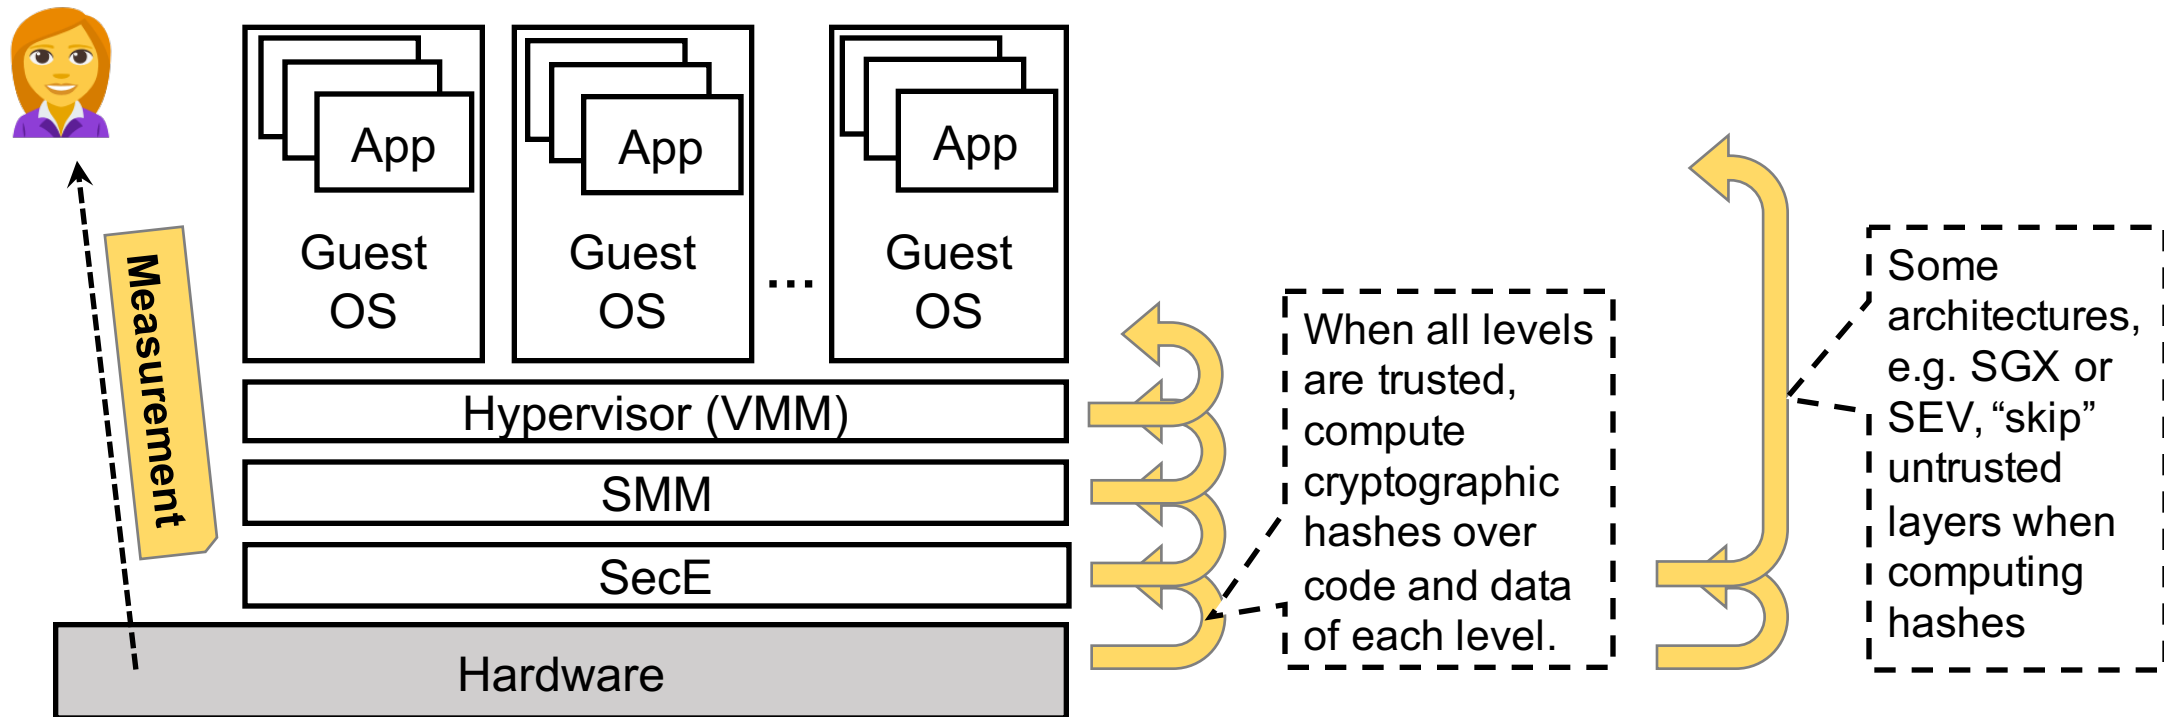 App
App
App
Guest
OS
Guest
OS
...
Guest
OS
Measurement
Hypervisor (VMM)
SMM
SecE
Hardware
When all levels
are trusted,
compute
cryptographic
hashes over
code and data
of each level.
Some
architectures,
e.g. SGX or
SEV, “skip”
untrusted
layers when
computing
hashes